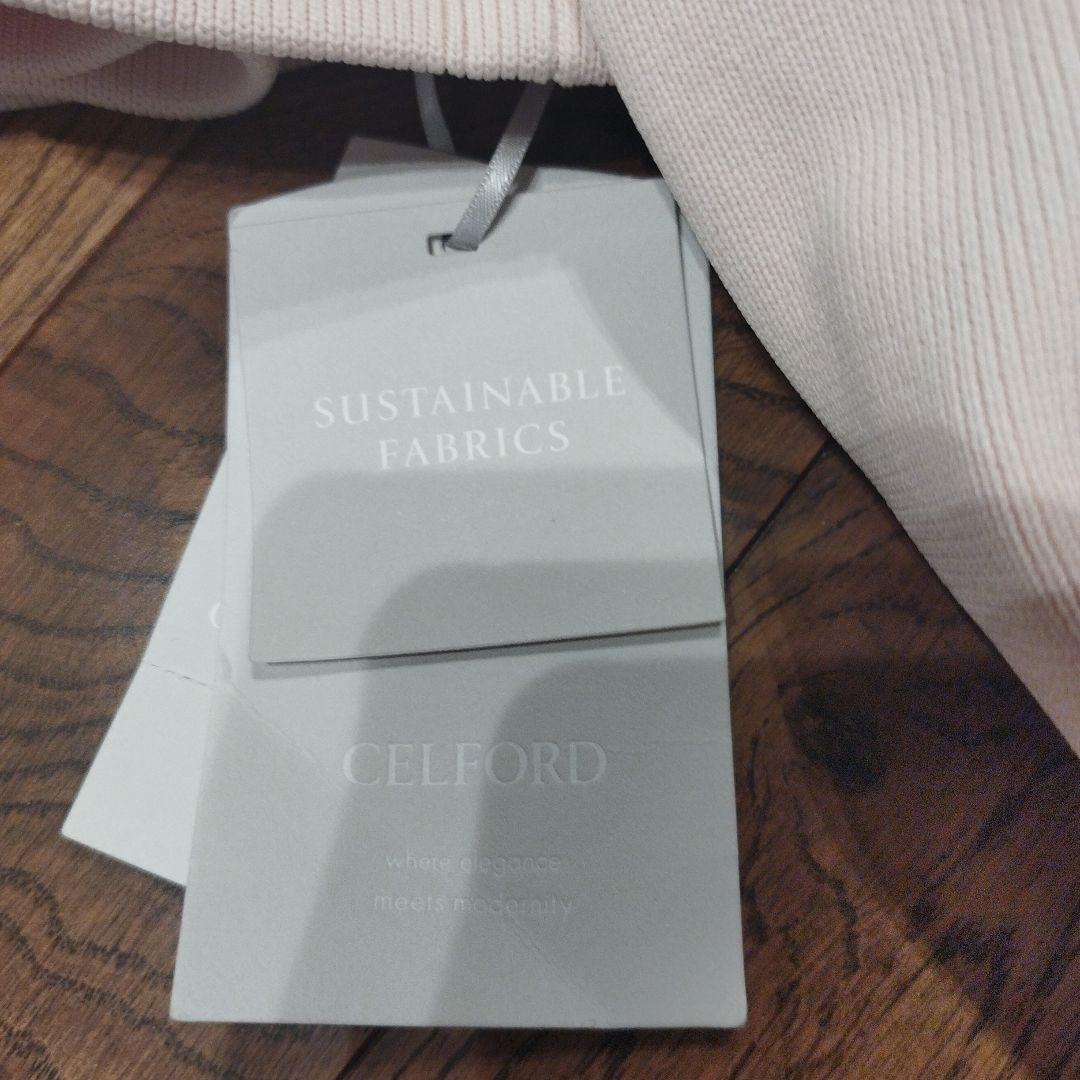 SUSTAINABLE
FABRICS
CELFORD
where elegance
meets modernity